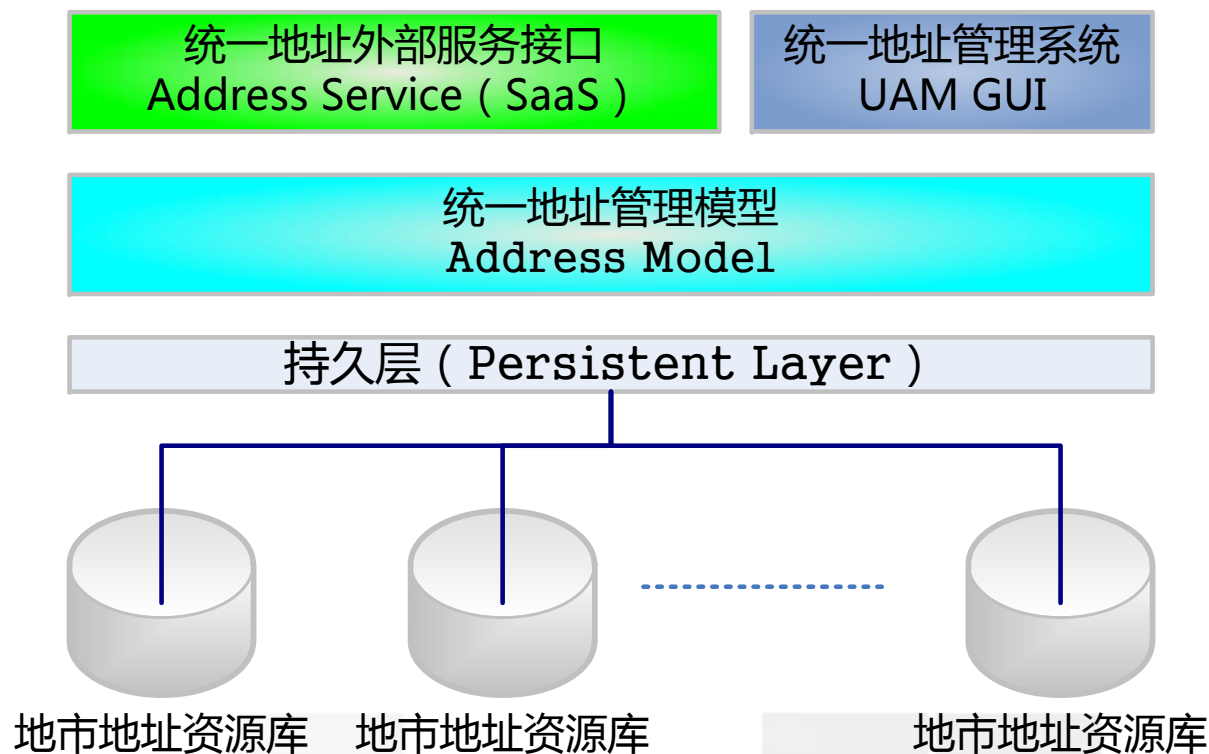 统一地址外部服务接口
Address Service（SaaS）
统一地址管理系统
UAM GUI
统一地址管理模型
Address Model
持久层（Persistent Layer）
地市地址资源库
地市地址资源库
地市地址资源库